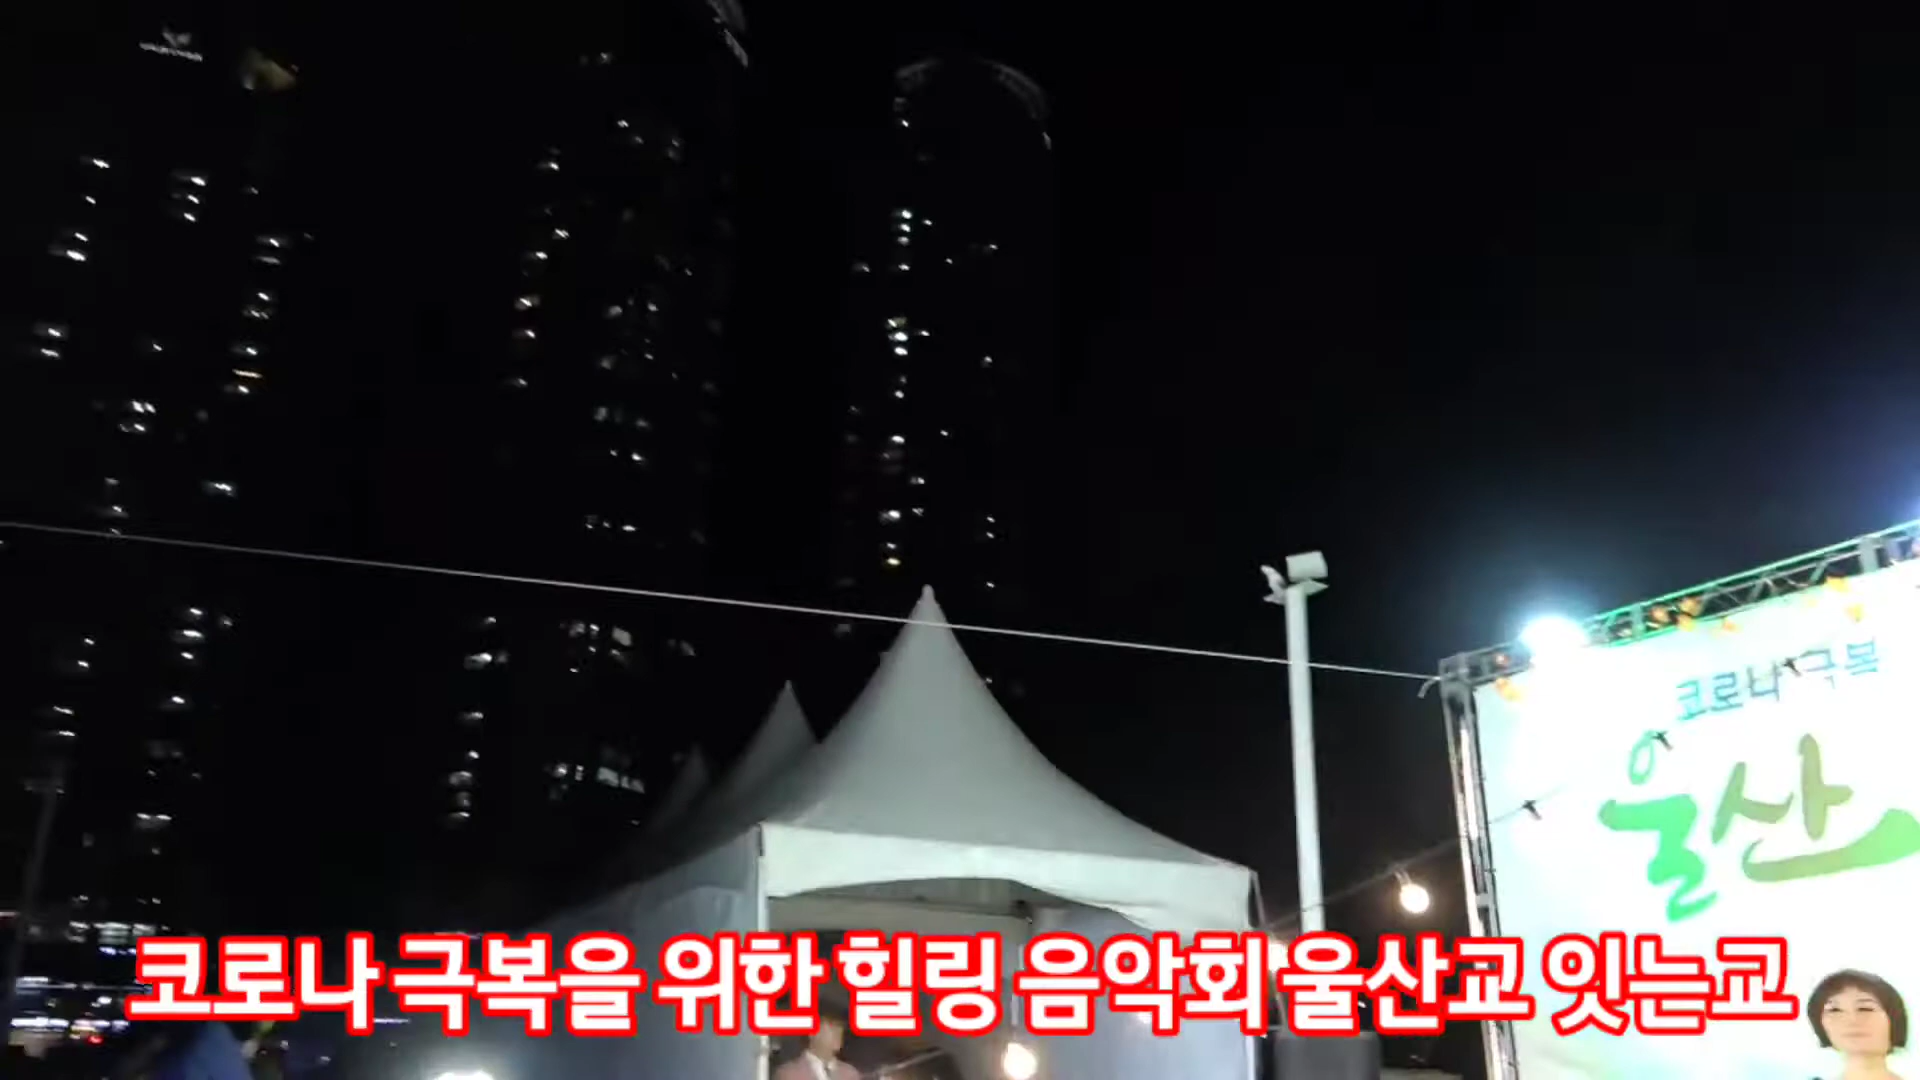 코로나 극복
울산
코로나 극복을 위한 힐링 음악회 울산교 잇는교